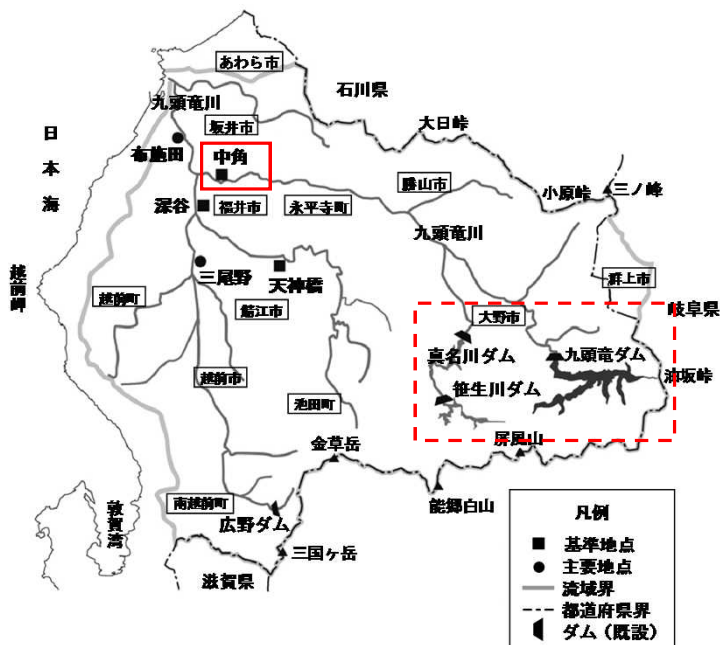 あわら市
石川県
九頭竜川
坂井市
大日峠
日本海
布施田
中角
勝山市
小原峠
三ノ峰
深谷
福井市
永平寺町
九頭竜川
三尾野
天神橋
郡上市
越前岬
越前町
鯖江市
岐阜県
大野市
真名川ダム
九頭竜ダム
油坂峠
越前市
笹生川ダム
池田町
屏風山
金草岳
能郷白山
南越前町
敦賀湾
広野ダム
三国ヶ岳
滋賀県
凡例
基準地点
主要地点
流域界
都道府県界
ダム（既設）